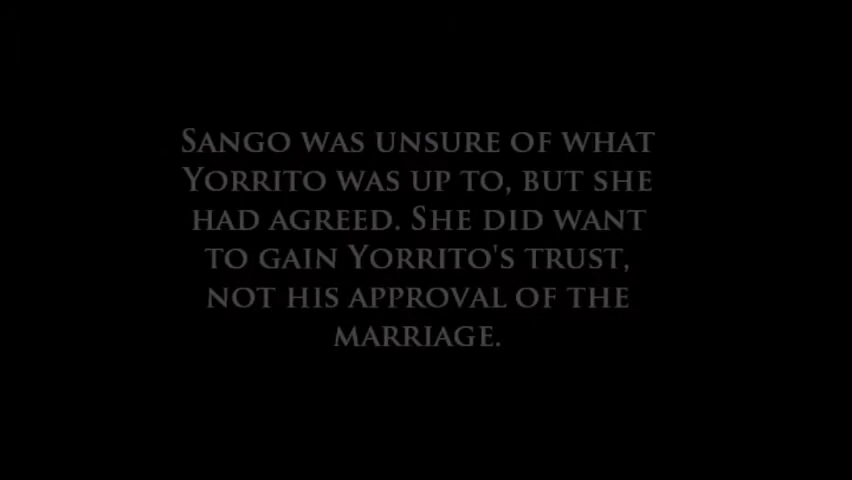 Sango was unsure of what
Yorrito was up to, but she
had agreed. She did want
to gain Yorrito's trust,
not his approval of the
marriage.